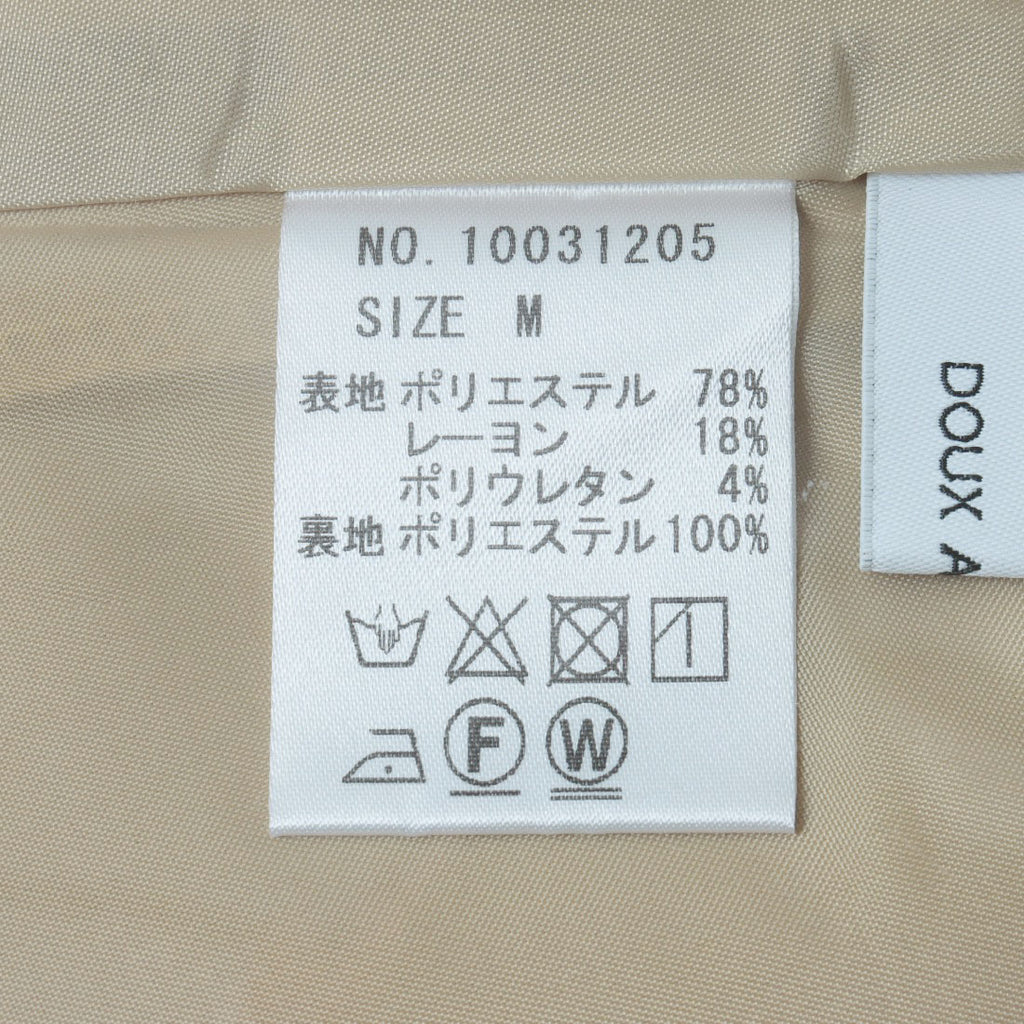 NO. 10031205
SIZE M
表地 ポリエステル 78%
レーヨン 18%
ポリウレタン 4%
裏地 ポリエステル 100%
F W
DOUX A